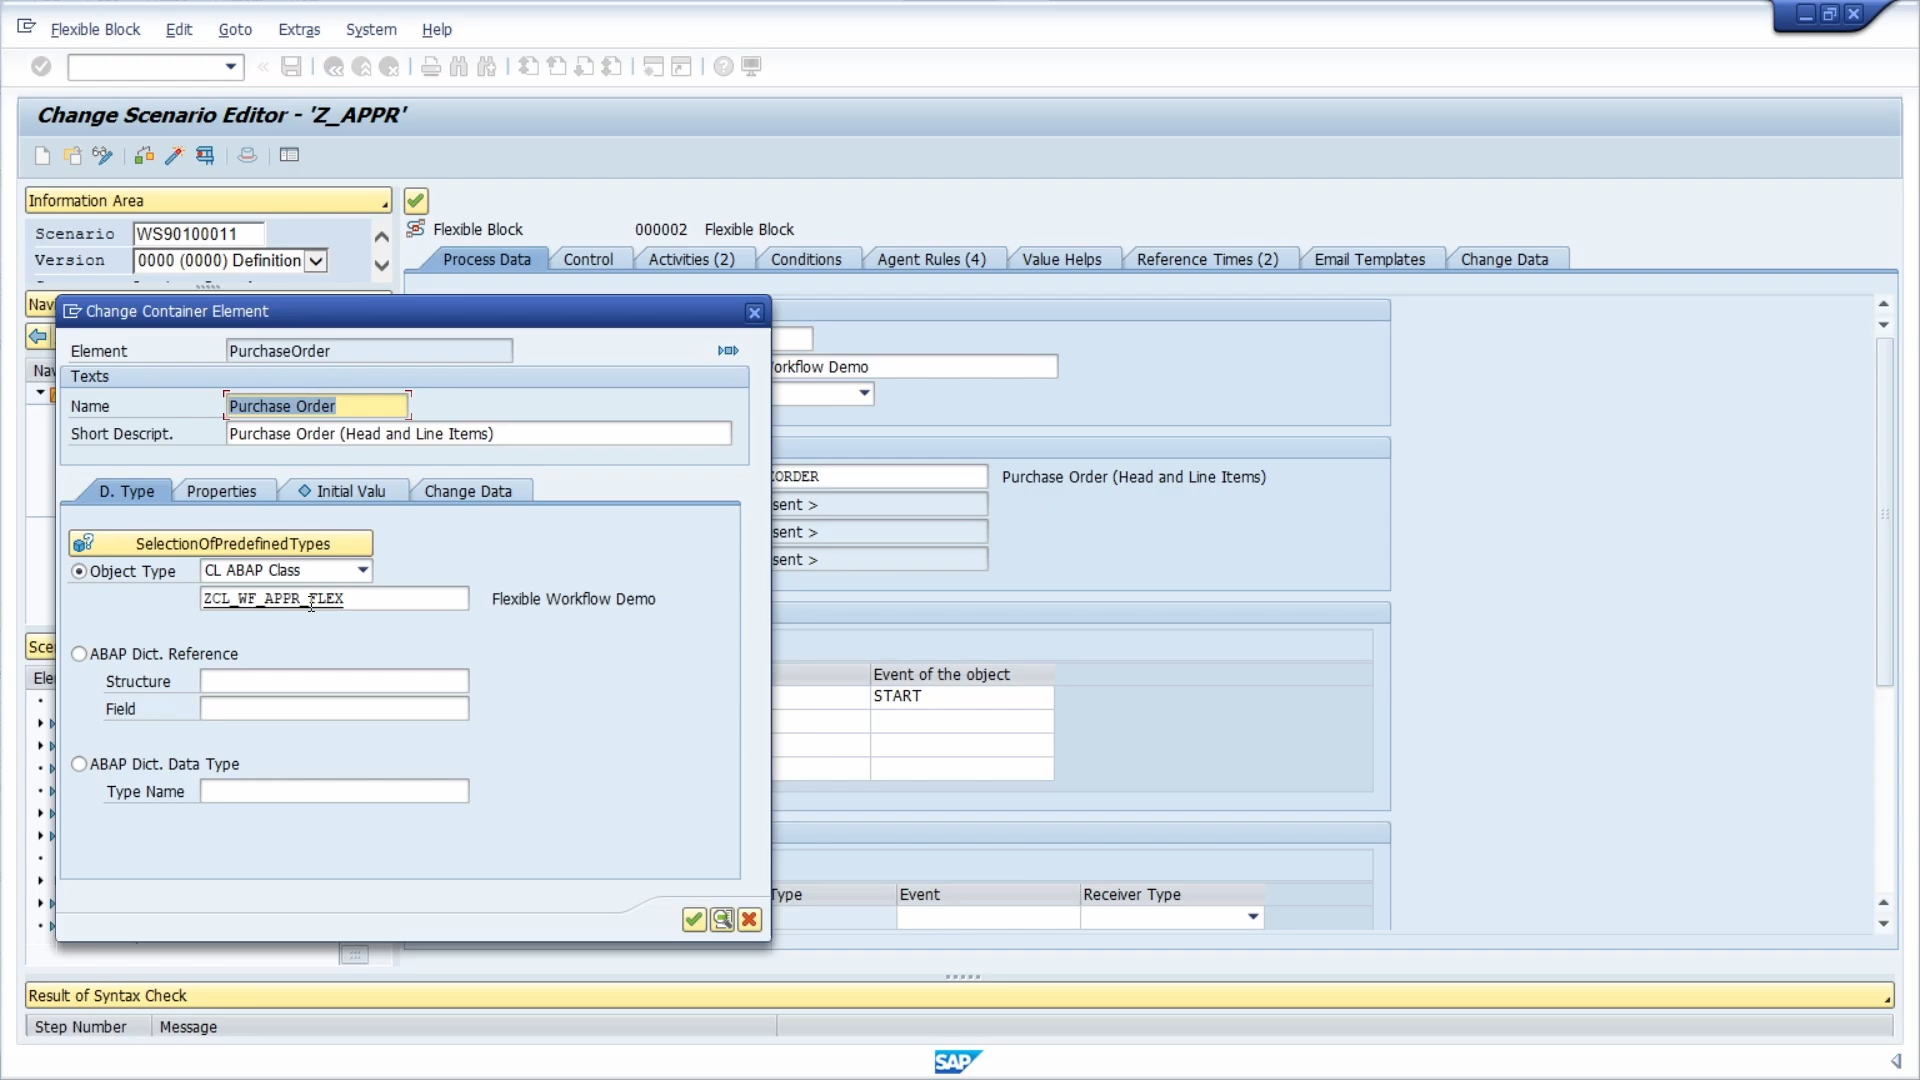 Flexible Block Edit Goto Extras System Help
Change Scenario Editor - 'Z_APPR'
Information Area
Scenario WS90100011
Version 0000 (0000) Definition
Flexible Block 000002 Flexible Block
Process Data Control Activities (2) Conditions Agent Rules (4) Value Helps Reference Times (2) Email Templates Change Data
Navi
Nav
Change Container Element
Element PurchaseOrder
Texts
Name Purchase Order
Short Descript. Purchase Order (Head and Line Items)
D. Type Properties Initial Valu Change Data
SelectionOfPredefinedTypes
Object Type CL ABAP Class
ZCL_WF_APPR_FLEX Flexible Workflow Demo
ABAP Dict. Reference
Structure
Field
ABAP Dict. Data Type
Type Name
Sce
Ele
orkflow Demo
ORDER Purchase Order (Head and Line Items)
sent >
sent >
sent >
Event of the object
START
Type Event Receiver Type
Result of Syntax Check
Step Number Message
SAP